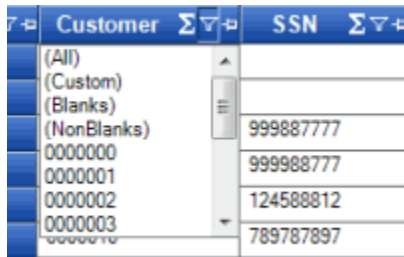 Customer Σ SSN Σ
(All)
(Custom)
(Blanks)
(NonBlanks) 999887777
0000000
0000001 999988777
0000002 124588812
0000003
789787897